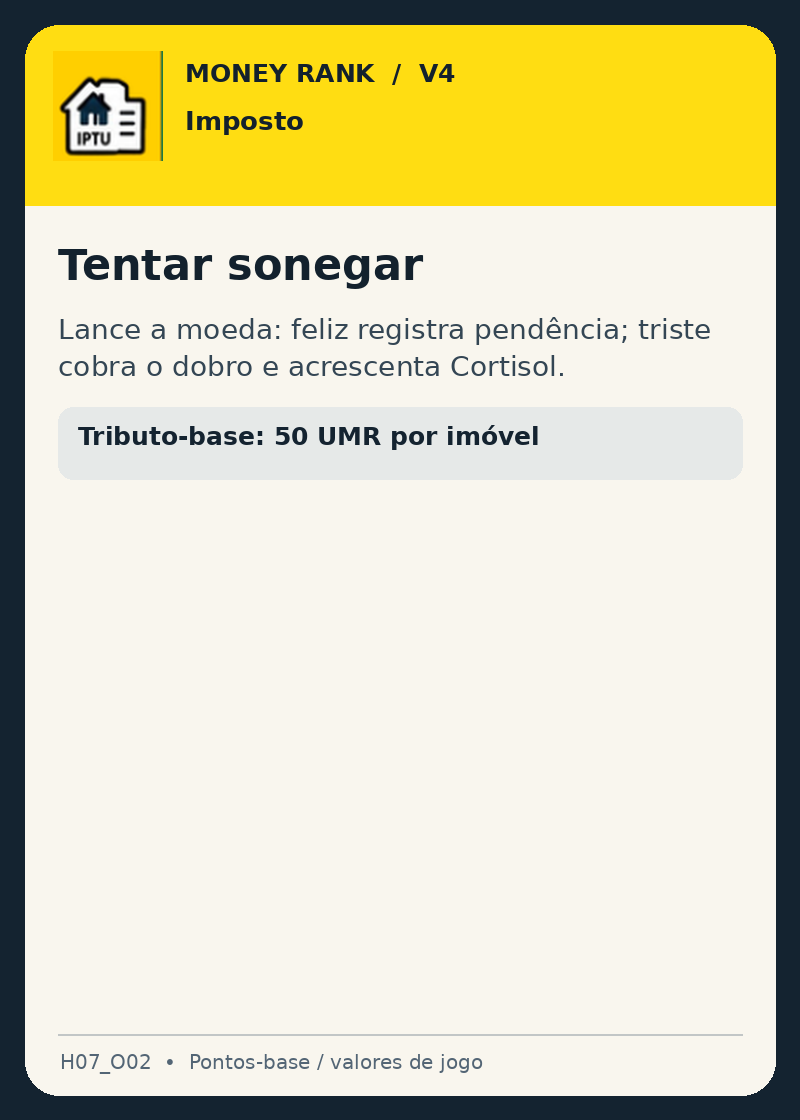 IPTU
MONEY RANK / V4
Imposto
Tentar sonegar
Lance a moeda: feliz registra pendência; triste
cobra o dobro e acrescenta Cortisol.
Tributo-base: 50 UMR por imóvel
H07_O02 • Pontos-base / valores de jogo